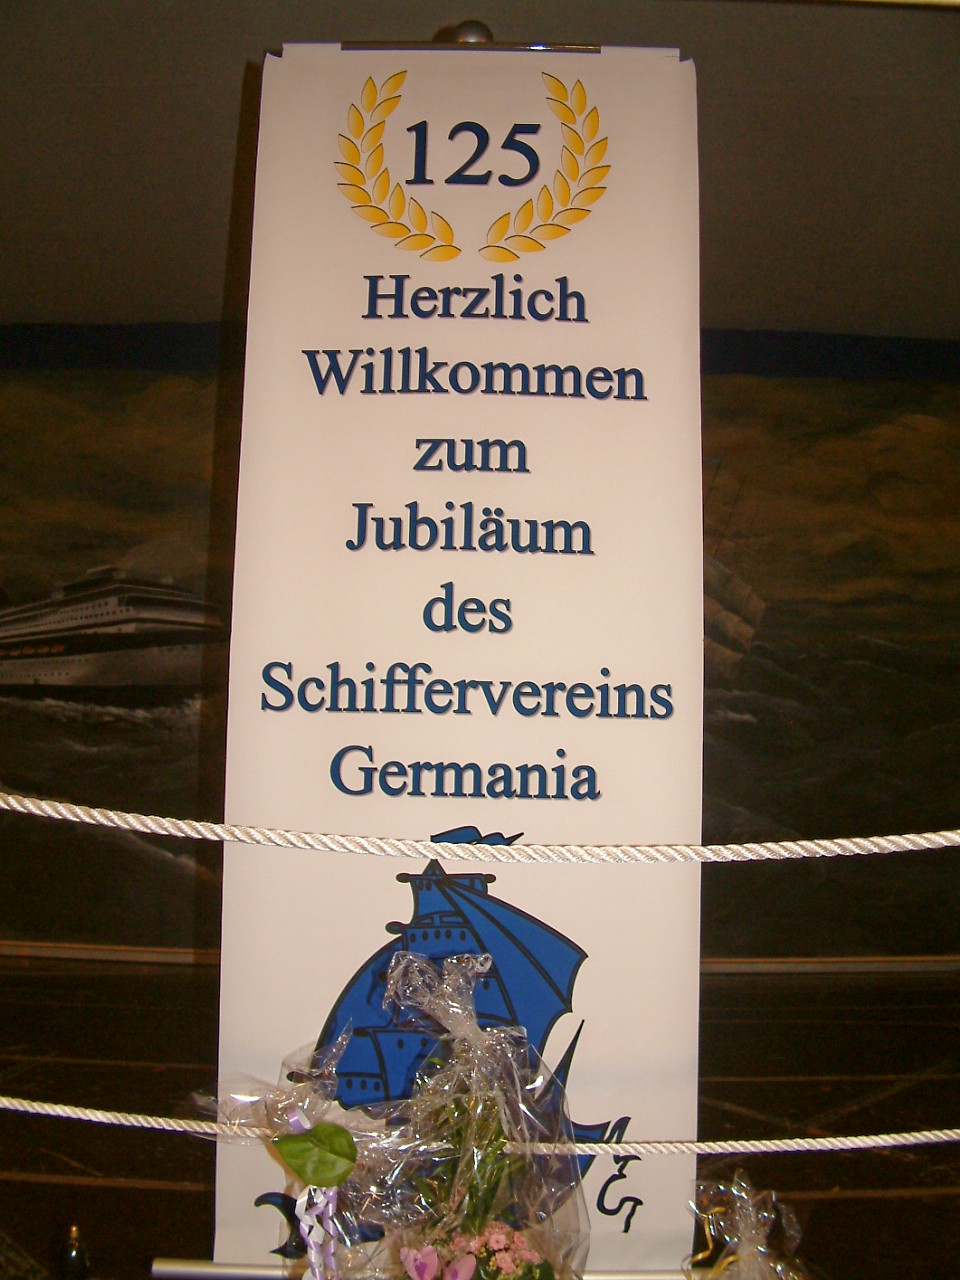 125
Herzlich
Willkommen
zum
Jubiläum
des
Schiffervereins
Germania